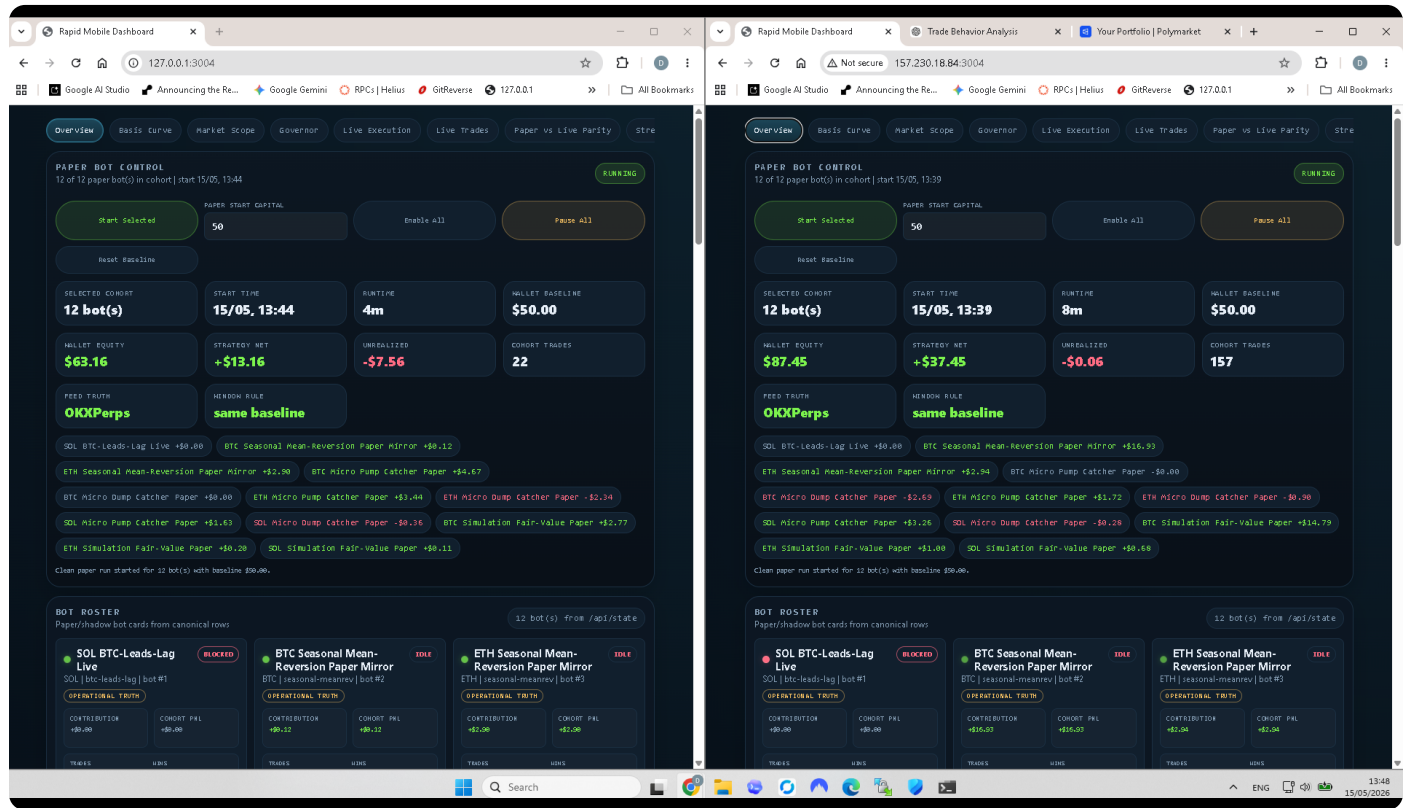 Rapid Mobile Dashboard
127.0.0.1:3004
Google AI Studio Announcing the Re... Google Gemini RPCs | Helius GitReverse 127.0.0.1 » All Bookmarks
Overview Basis Curve Market Scope Governor Live Execution Live Trades Paper vs Live Parity Stre
PAPER BOT CONTROL
12 of 12 paper bot(s) in cohort | start 15/05, 13:44
RUNNING
Start Selected
PAPER START CAPITAL
50
Enable All
Pause All
Reset Baseline
SELECTED COHORT
12 bot(s)
START TIME
15/05, 13:44
RUNTIME
4m
WALLET BASELINE
$50.00
WALLET EQUITY
$63.16
STRATEGY NET
+$13.16
UNREALIZED
-$7.56
COHORT TRADES
22
FEED TRUTH
OKXPerps
WINDOW RULE
same baseline
SOL BTC-Leads-Lag Live +$0.00 BTC Seasonal Mean-Reversion Paper Mirror +$0.12
ETH Seasonal Mean-Reversion Paper Mirror +$2.90 BTC Micro Pump Catcher Paper +$4.67
BTC Micro Dump Catcher Paper +$0.00 ETH Micro Pump Catcher Paper +$3.44 ETH Micro Dump Catcher Paper -$2.34
SOL Micro Pump Catcher Paper +$1.63 SOL Micro Dump Catcher Paper -$0.36 BTC Simulation Fair-Value Paper +$2.77
ETH Simulation Fair-Value Paper +$0.20 SOL Simulation Fair-Value Paper +$0.11
Clean paper run started for 12 bot(s) with baseline $50.00.
BOT ROSTER
Paper/shadow bot cards from canonical rows
12 bot(s) from /api/state
SOL BTC-Leads-Lag Live
BLOCKED
SOL | btc-leads-lag | bot #1
OPERATIONAL TRUTH
CONTRIBUTION
+$0.00
COHORT PNL
+$0.00
TRADES WINS
BTC Seasonal Mean-Reversion Paper Mirror
IDLE
BTC | seasonal-meanrev | bot #2
OPERATIONAL TRUTH
CONTRIBUTION
+$0.12
COHORT PNL
+$0.12
TRADES WINS
ETH Seasonal Mean-Reversion Paper Mirror
IDLE
ETH | seasonal-meanrev | bot #3
OPERATIONAL TRUTH
CONTRIBUTION
+$2.90
COHORT PNL
+$2.90
TRADES WINS
Rapid Mobile Dashboard Trade Behavior Analysis Your Portfolio | Polymarket
Not secure 157.230.18.84:3004
D
Google AI Studio Announcing the Re... Google Gemini RPCs | Helius GitReverse 127.0.0.1 » All Bookmarks
Overview Basis Curve Market Scope Governor Live Execution Live Trades Paper vs Live Parity Stre
PAPER BOT CONTROL
12 of 12 paper bot(s) in cohort | start 15/05, 13:39
RUNNING
Start Selected
PAPER START CAPITAL
50
Enable All
Pause All
Reset Baseline
SELECTED COHORT
12 bot(s)
START TIME
15/05, 13:39
RUNTIME
8m
WALLET BASELINE
$50.00
WALLET EQUITY
$87.45
STRATEGY NET
+$37.45
UNREALIZED
-$0.06
COHORT TRADES
157
FEED TRUTH
OKXPerps
WINDOW RULE
same baseline
SOL BTC-Leads-Lag Live +$0.00 BTC Seasonal Mean-Reversion Paper Mirror +$16.93
ETH Seasonal Mean-Reversion Paper Mirror +$2.94 BTC Micro Pump Catcher Paper -$0.00
BTC Micro Dump Catcher Paper -$2.69 ETH Micro Pump Catcher Paper +$1.72 ETH Micro Dump Catcher Paper -$0.90
SOL Micro Pump Catcher Paper +$3.26 SOL Micro Dump Catcher Paper -$0.28 BTC Simulation Fair-Value Paper +$14.79
ETH Simulation Fair-Value Paper +$1.00 SOL Simulation Fair-Value Paper +$0.68
Clean paper run started for 12 bot(s) with baseline $50.00.
BOT ROSTER
Paper/shadow bot cards from canonical rows
12 bot(s) from /api/state
SOL BTC-Leads-Lag Live
BLOCKED
SOL | btc-leads-lag | bot #1
OPERATIONAL TRUTH
CONTRIBUTION
+$0.00
COHORT PNL
+$0.00
TRADES WINS
BTC Seasonal Mean-Reversion Paper Mirror
IDLE
BTC | seasonal-meanrev | bot #2
OPERATIONAL TRUTH
CONTRIBUTION
+$16.93
COHORT PNL
+$16.93
TRADES WINS
ETH Seasonal Mean-Reversion Paper Mirror
IDLE
ETH | seasonal-meanrev | bot #3
OPERATIONAL TRUTH
CONTRIBUTION
+$2.94
COHORT PNL
+$2.94
TRADES WINS
Search
ENG
13:48
15/05/2026